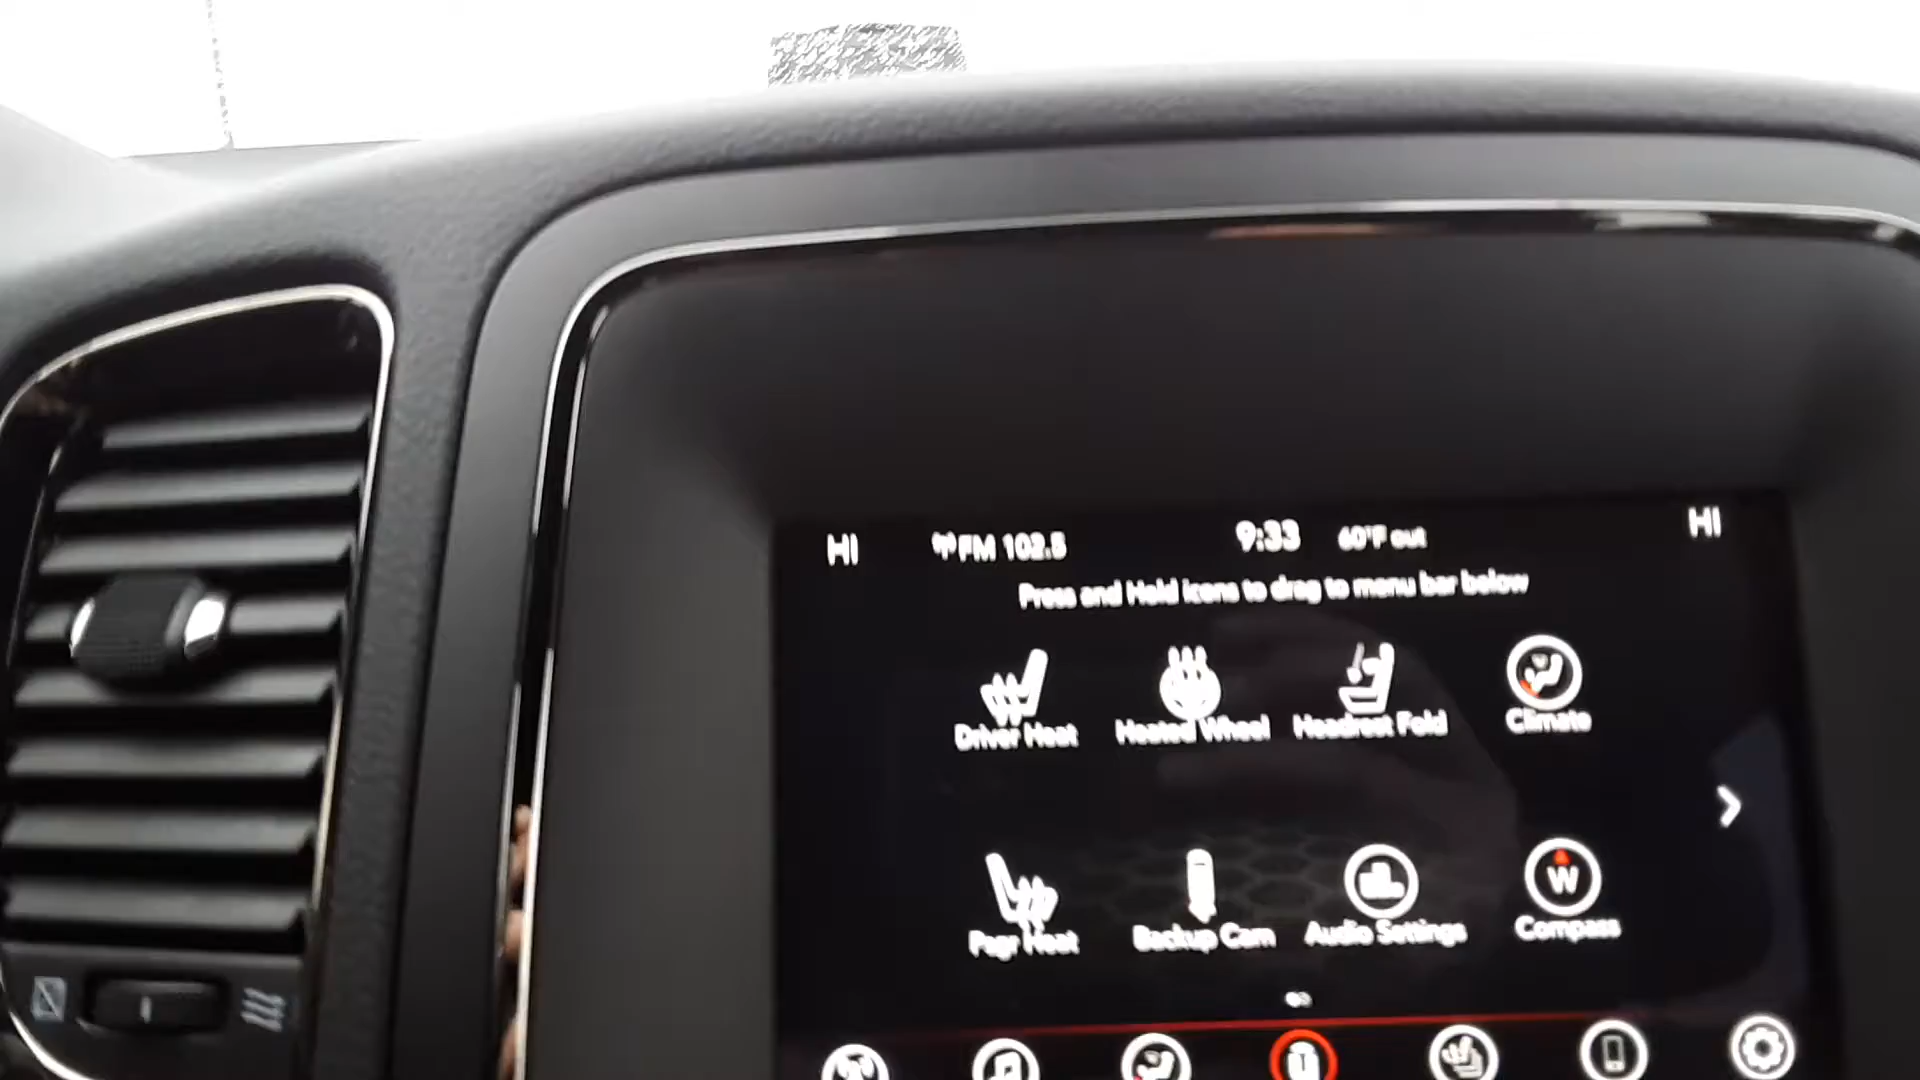 HI FM 102.5 9:33 60°F out HI
Press and Hold icons to drag to menu bar below
Driver Heat Heated Wheel Headrest Fold Climate
Psgr Heat Backup Cam Audio Settings Compass
W